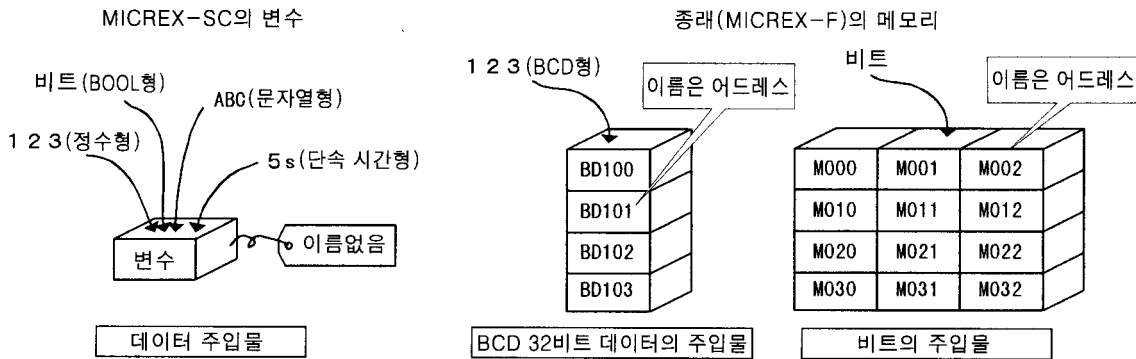 MICREX-SC의 변수
비트(BOOL형)
ABC(문자열형)
1 2 3(정수형)
5s(단속 시간형)
변수
이름없음
데이터 주입물
종래(MICREX-F)의 메모리
1 2 3(BCD형)
이름은 어드레스
비트
이름은 어드레스
BD100
BD101
BD102
BD103
M000 M001 M002
M010 M011 M012
M020 M021 M022
M030 M031 M032
BCD 32비트 데이터의 주입물
비트의 주입물